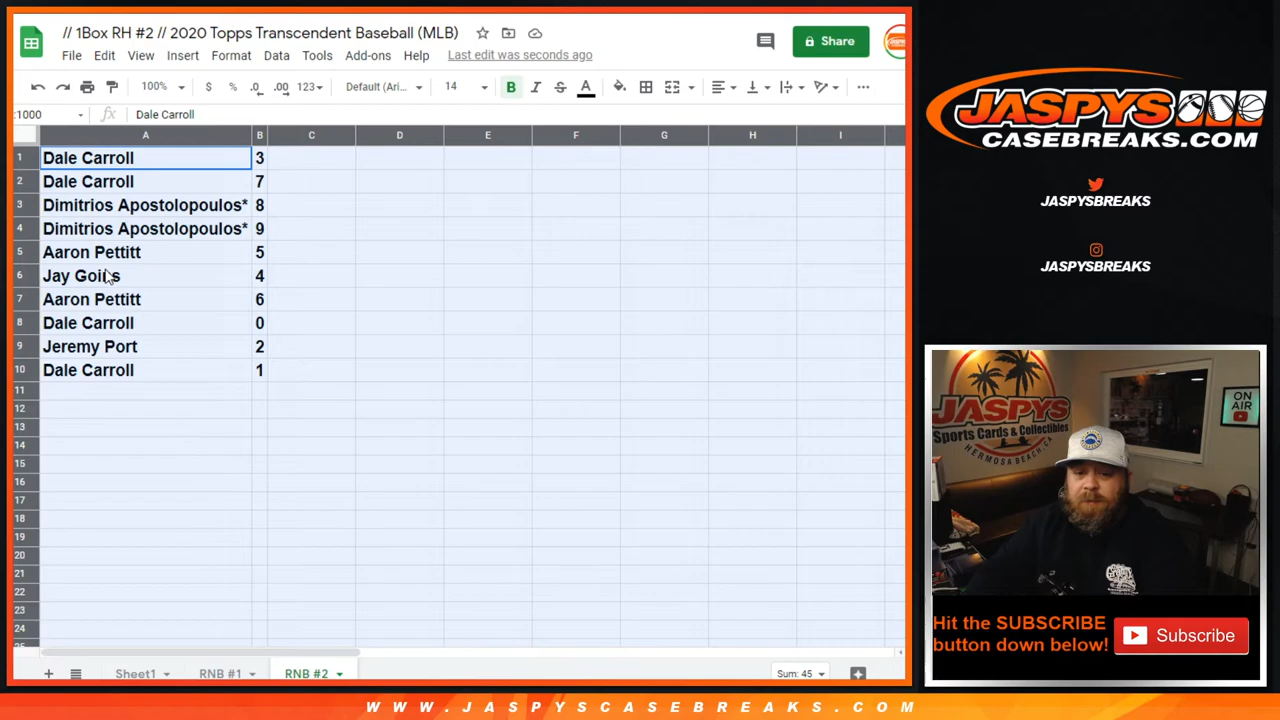 // 1Box RH #2 // 2020 Topps Transcendent Baseball (MLB)
File Edit View Insert Format Data Tools Add-ons Help Last edit was seconds ago
Share
100% $ % .0 .00 123 Default (Ari... 14 B I S A
:1000 fx Dale Carroll
A B C D E F G H I
1 Dale Carroll 3
2 Dale Carroll 7
3 Dimitrios Apostolopoulos* 8
4 Dimitrios Apostolopoulos* 9
5 Aaron Pettitt 5
6 Jay Goins 4
7 Aaron Pettitt 6
8 Dale Carroll 0
9 Jeremy Port 2
10 Dale Carroll 1
11
12
13
14
15
16
17
18
19
20
21
22
23
24
Sheet1 RNB #1 RNB #2 Sum: 45
JASPYS
CASEBREAKS.COM
JASPYSBREAKS
JASPYSBREAKS
JASPYS
Sports Cards & Collectibles
HERMOSA BEACH, CA
ON AIR
Hit the SUBSCRIBE
button down below!
Subscribe
WWW.JASPYSCASEBREAKS.COM